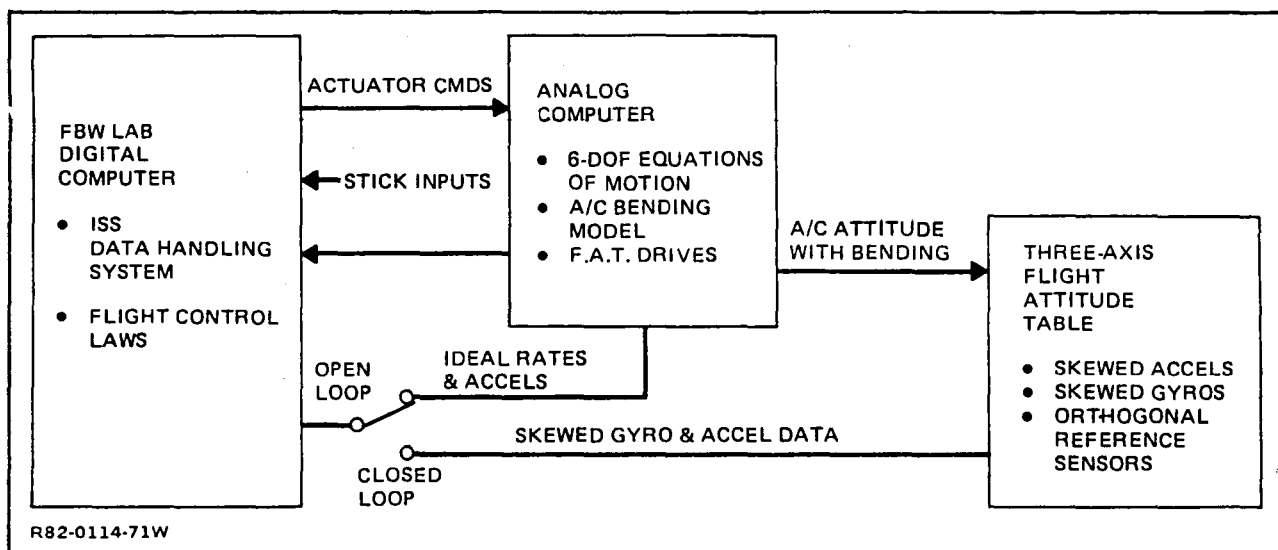 FBW LAB
DIGITAL
COMPUTER
● ISS
DATA HANDLING
SYSTEM
● FLIGHT CONTROL
LAWS
ACTUATOR CMDS
STICK INPUTS
ANALOG
COMPUTER
● 6-DOF EQUATIONS
OF MOTION
● A/C BENDING
MODEL
● F.A.T. DRIVES
A/C ATTITUDE
WITH BENDING
THREE-AXIS
FLIGHT
ATTITUDE
TABLE
● SKEWED ACCELS
● SKEWED GYROS
● ORTHOGONAL
REFERENCE
SENSORS
OPEN
LOOP
IDEAL RATES
& ACCELS
SKEWED GYRO & ACCEL DATA
CLOSED
LOOP
R82-0114-71W